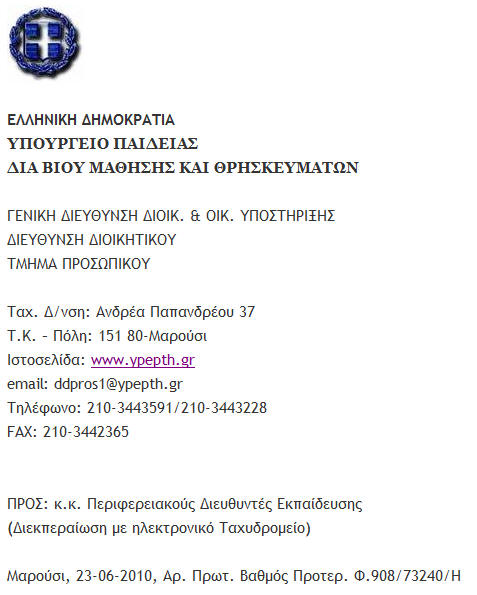 ΕΛΛΗΝΙΚΗ ΔΗΜΟΚΡΑΤΙΑ
ΥΠΟΥΡΓΕΙΟ ΠΑΙΔΕΙΑΣ
ΔΙΑ ΒΙΟΥ ΜΑΘΗΣΗΣ ΚΑΙ ΘΡΗΣΚΕΥΜΑΤΩΝ
ΓΕΝΙΚΗ ΔΙΕΥΘΥΝΣΗ ΔΙΟΙΚ. & ΟΙΚ. ΥΠΟΣΤΗΡΙΞΗΣ
ΔΙΕΥΘΥΝΣΗ ΔΙΟΙΚΗΤΙΚΟΥ
ΤΜΗΜΑ ΠΡΟΣΩΠΙΚΟΥ
Ταχ. Δ/νση: Ανδρέα Παπανδρέου 37
Τ.Κ. – Πόλη: 151 80-Μαρούσι
Ιστοσελίδα: www.ypepth.gr
email: ddpros1@ypepth.gr
Τηλέφωνο: 210-3443591/210-3443228
FAX: 210-3442365
ΠΡΟΣ: κ.κ. Περιφερειακούς Διευθυντές Εκπαίδευσης
(Διεκπεραίωση με ηλεκτρονικό Ταχυδρομείο)
Μαρούσι, 23-06-2010, Αρ. Πρωτ. Βαθμός Προτερ. Φ.908/73240/Η